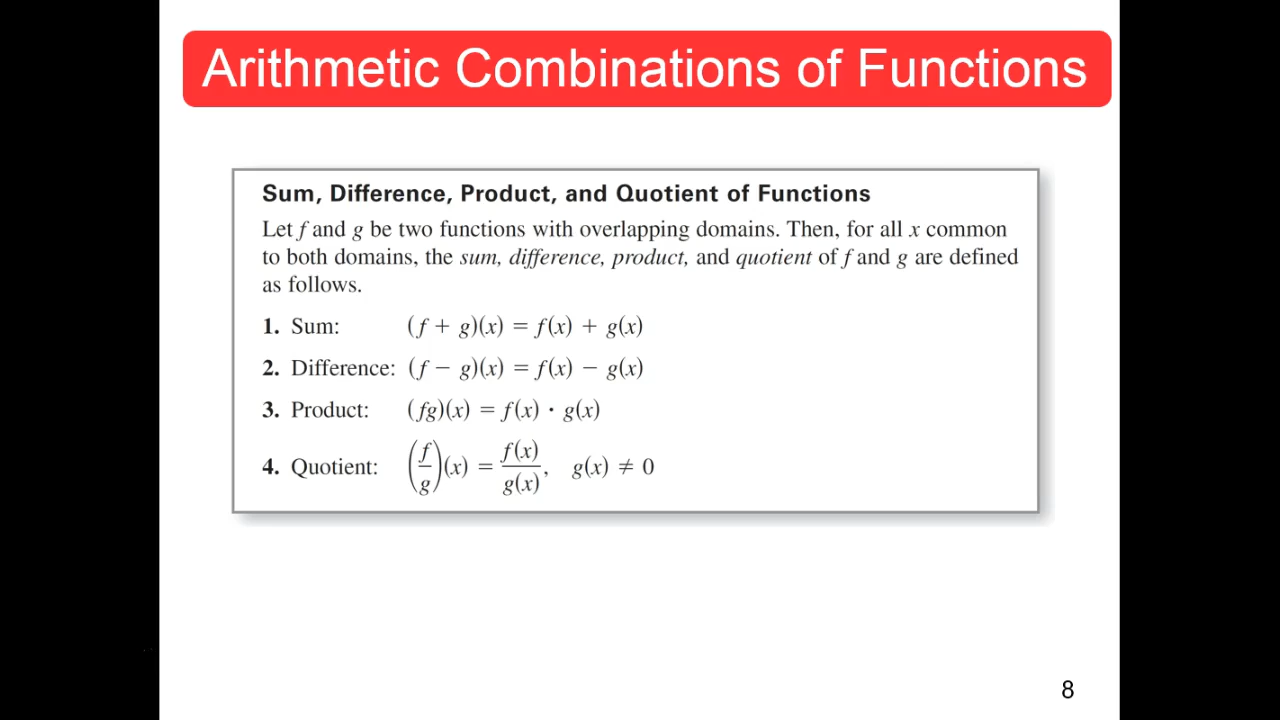 Arithmetic Combinations of Functions
Sum, Difference, Product, and Quotient of Functions
Let f and g be two functions with overlapping domains. Then, for all x common
to both domains, the sum, difference, product, and quotient of f and g are defined
as follows.
1. Sum: (f + g)(x) = f(x) + g(x)
2. Difference: (f − g)(x) = f(x) − g(x)
3. Product: (fg)(x) = f(x) · g(x)
4. Quotient: (f/g)(x) = f(x)/g(x), g(x) ≠ 0
8